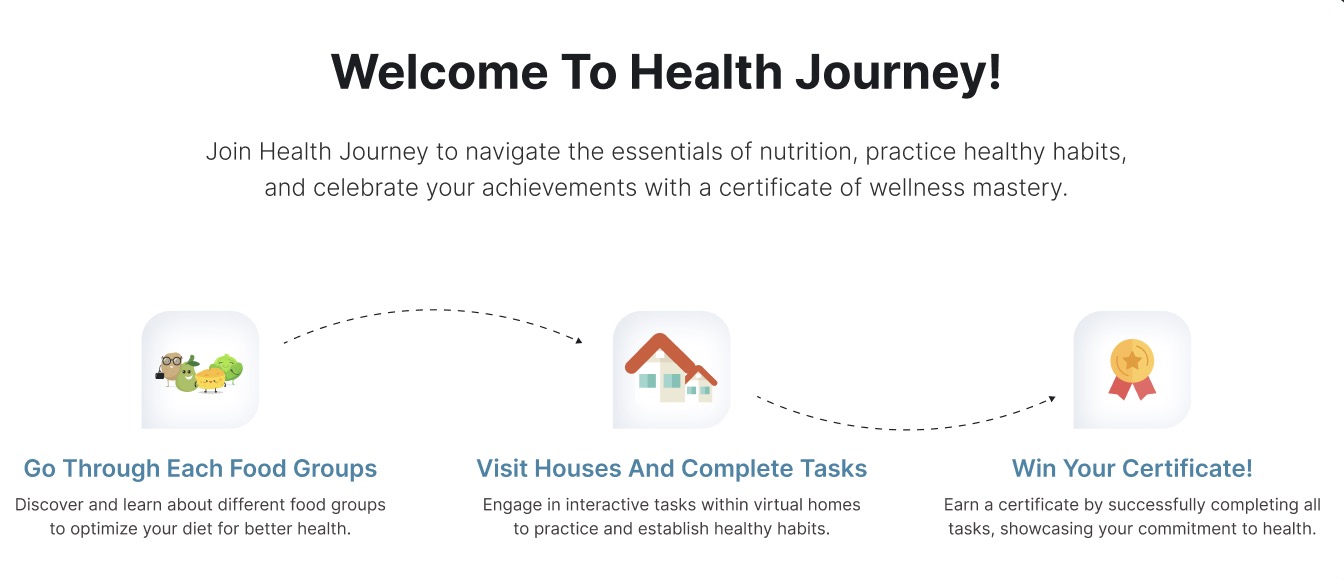 Welcome To Health Journey!
Join Health Journey to navigate the essentials of nutrition, practice healthy habits,
and celebrate your achievements with a certificate of wellness mastery.
Go Through Each Food Groups
Discover and learn about different food groups
to optimize your diet for better health.
Visit Houses And Complete Tasks
Engage in interactive tasks within virtual homes
to practice and establish healthy habits.
Win Your Certificate!
Earn a certificate by successfully completing all
tasks, showcasing your commitment to health.